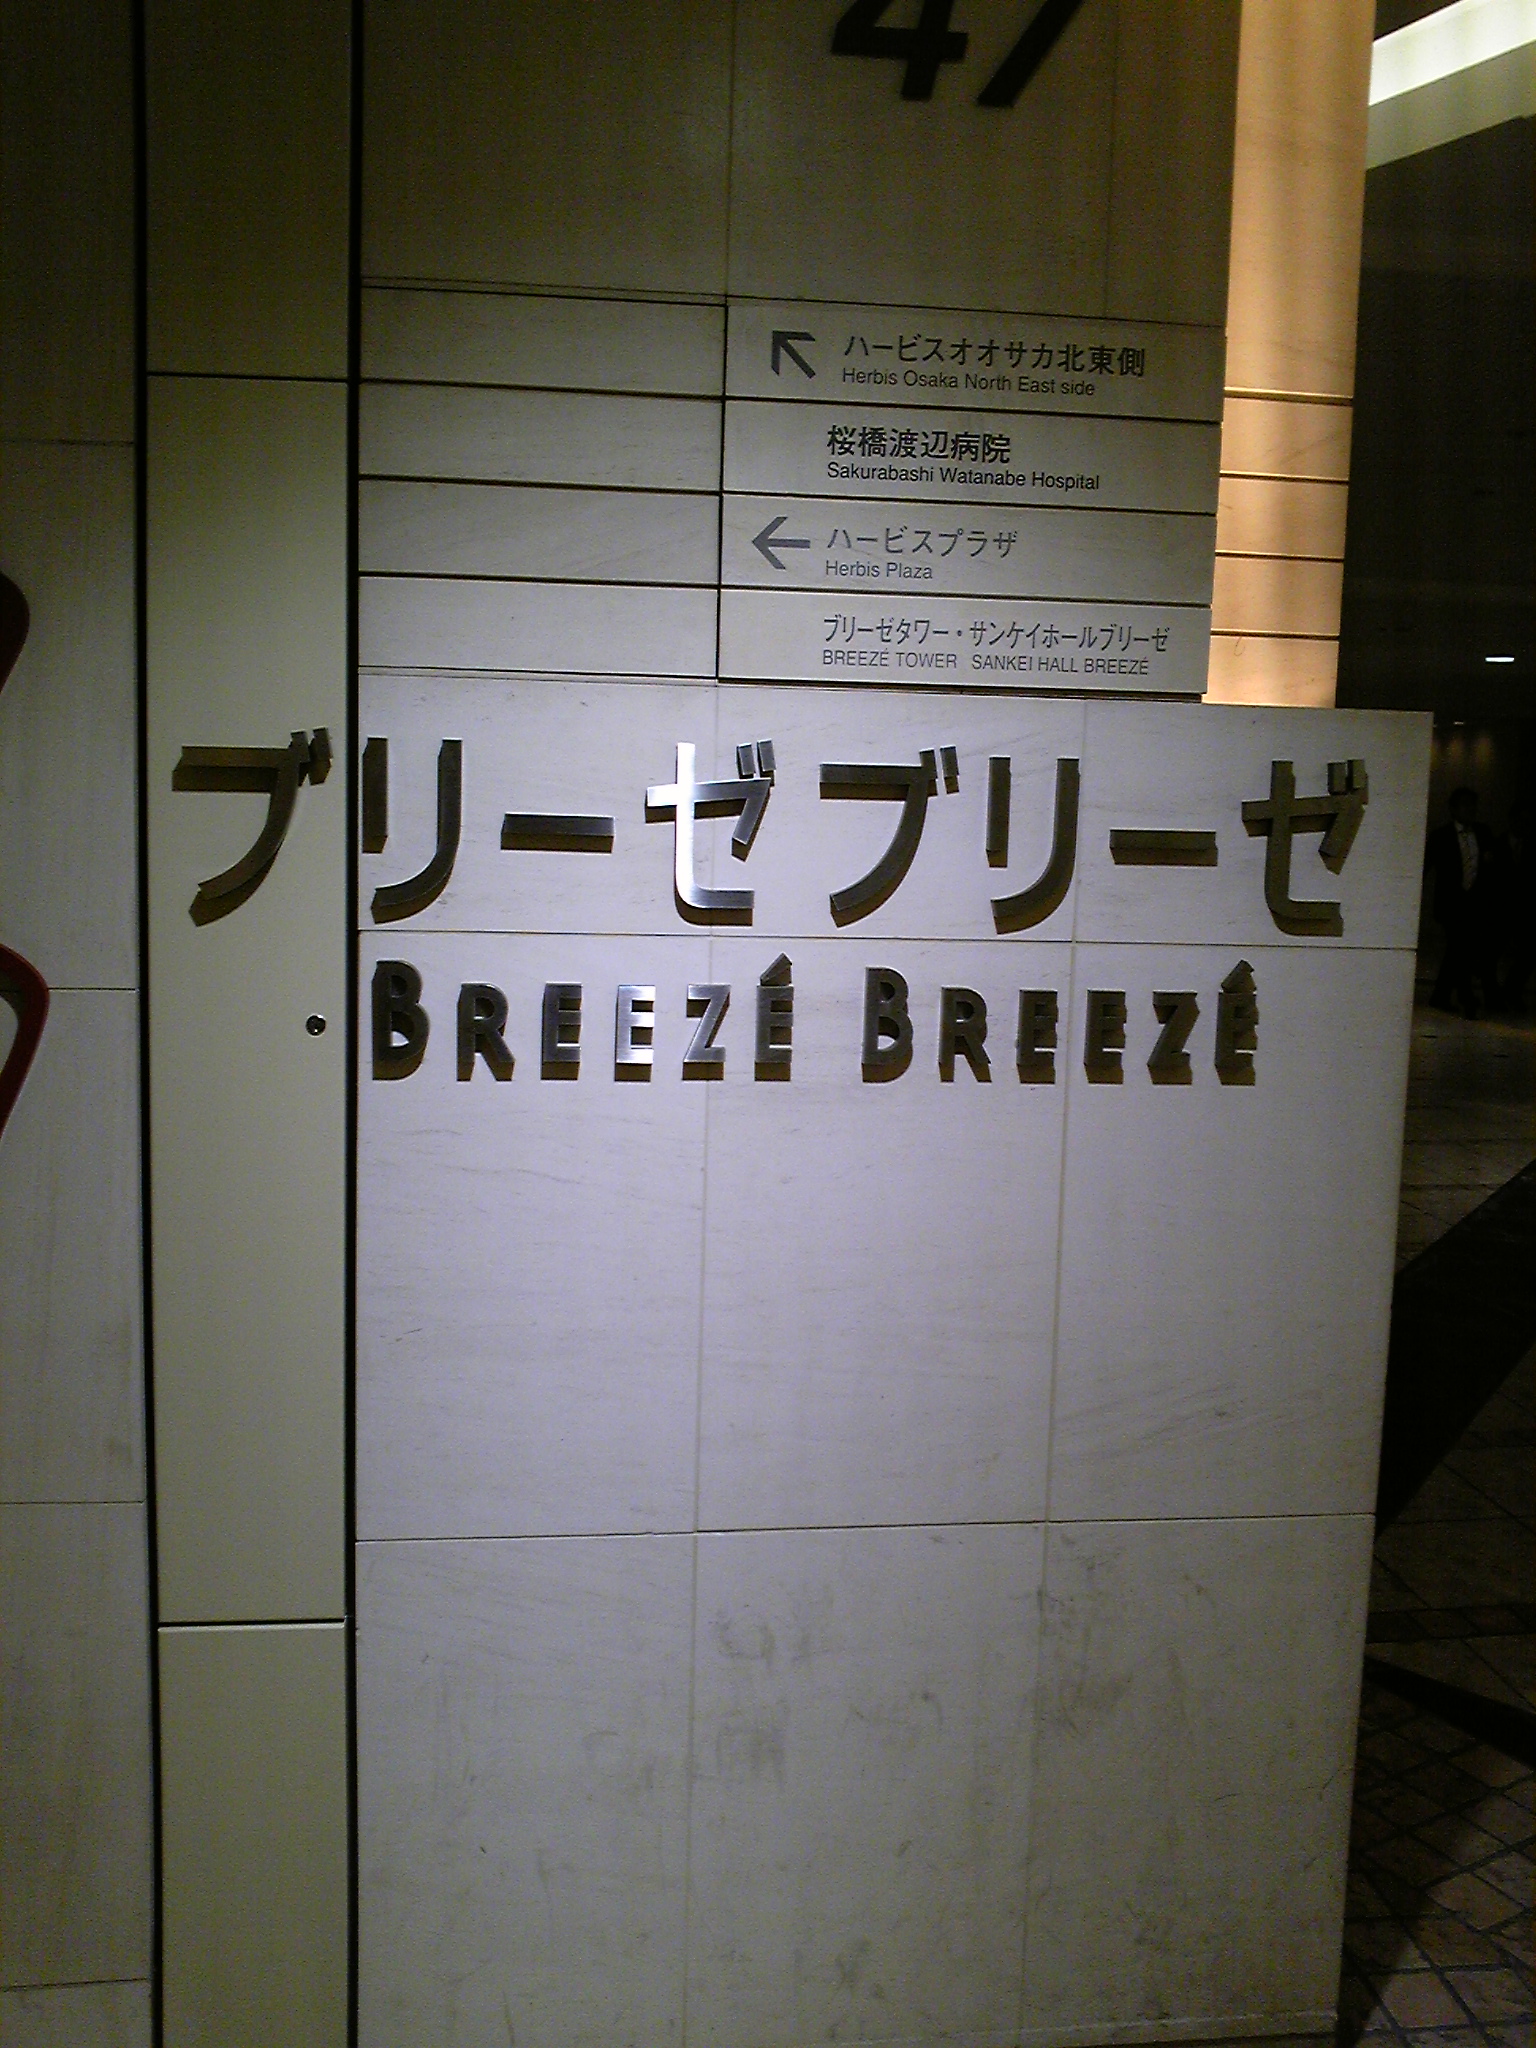 47
ハービスオオサカ北東側
Herbis Osaka North East side
桜橋渡辺病院
Sakurabashi Watanabe Hospital
ハービスプラザ
Herbis Plaza
ブリーゼタワー・サンケイホールブリーゼ
BREEZÉ TOWER SANKEI HALL BREEZÉ
ブリーゼブリーゼ
BREEZÉ BREEZÉ